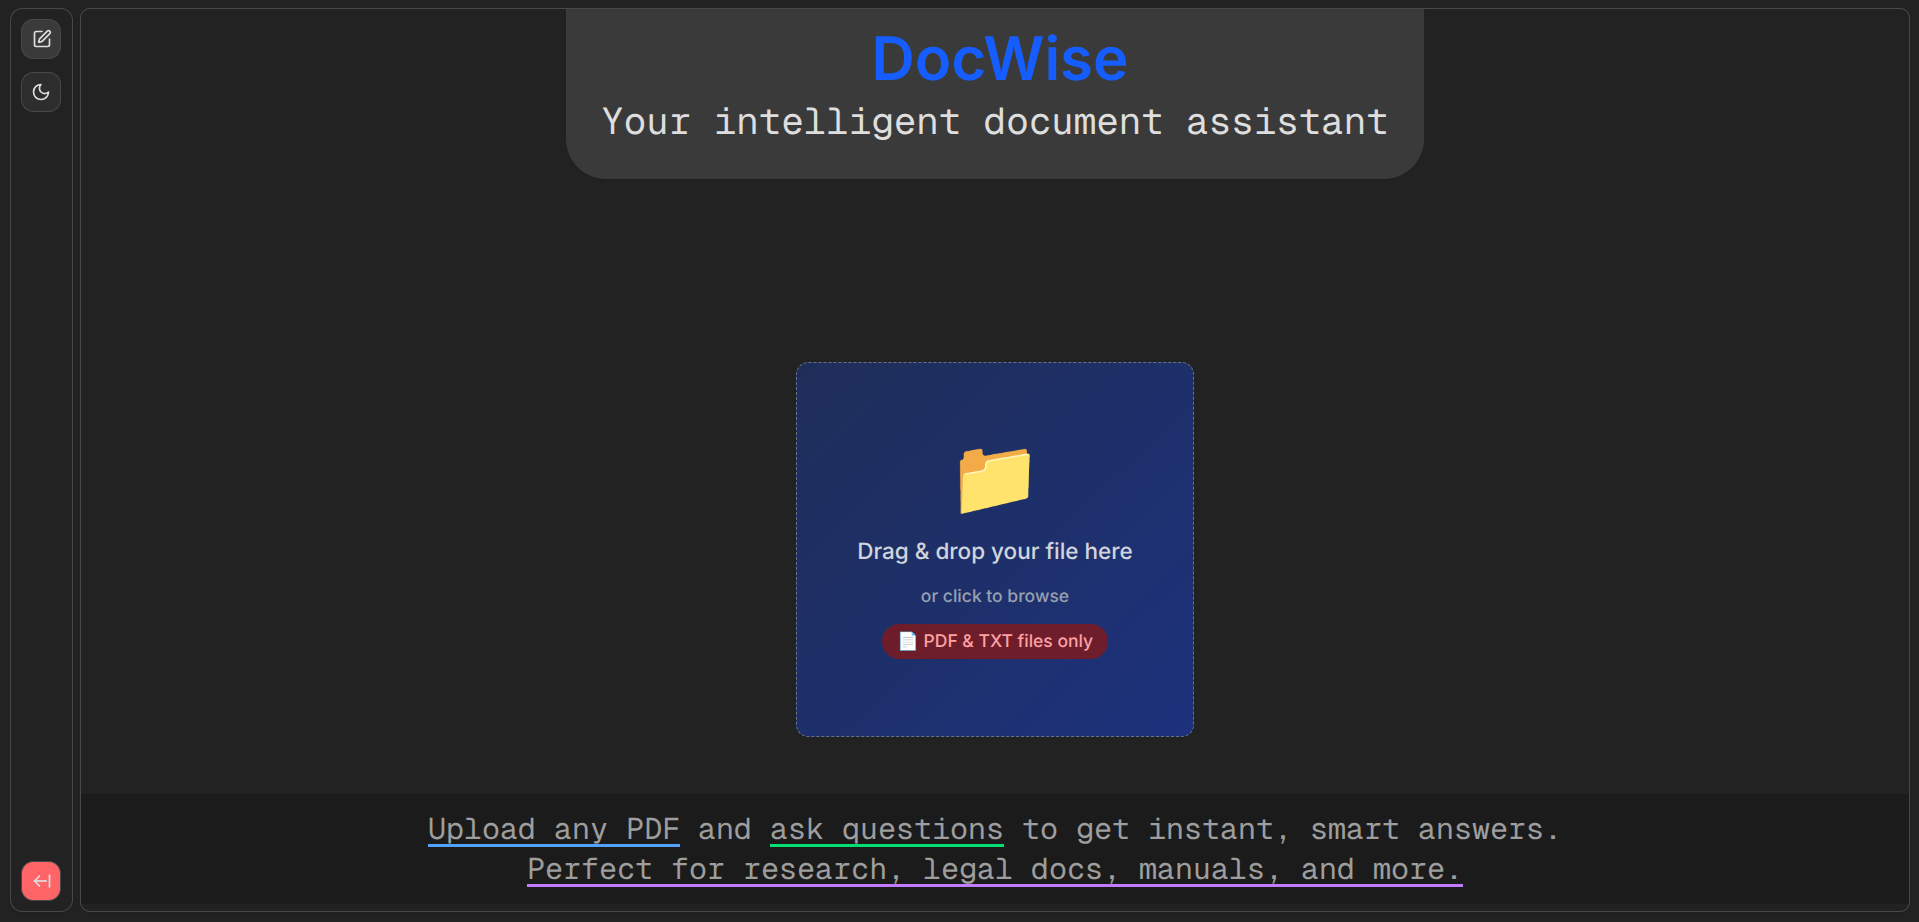 DocWise
Your intelligent document assistant
Drag & drop your file here
or click to browse
PDF & TXT files only
Upload any PDF and ask questions to get instant, smart answers.
Perfect for research, legal docs, manuals, and more.